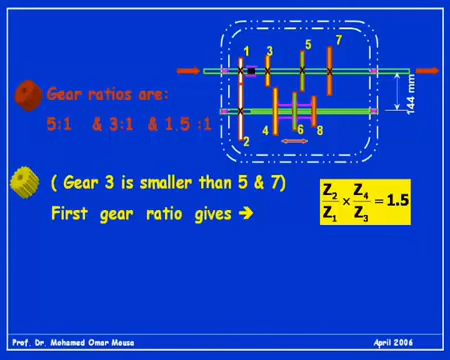 1 3 5 7
144 mm
4 6 8
2
Gear ratios are:
5:1 & 3:1 & 1.5 :1
( Gear 3 is smaller than 5 & 7)
First gear ratio gives ➔
Z₂/Z₁ × Z₄/Z₃ = 1.5
Prof. Dr. Mohamed Omar Mousa April 2006